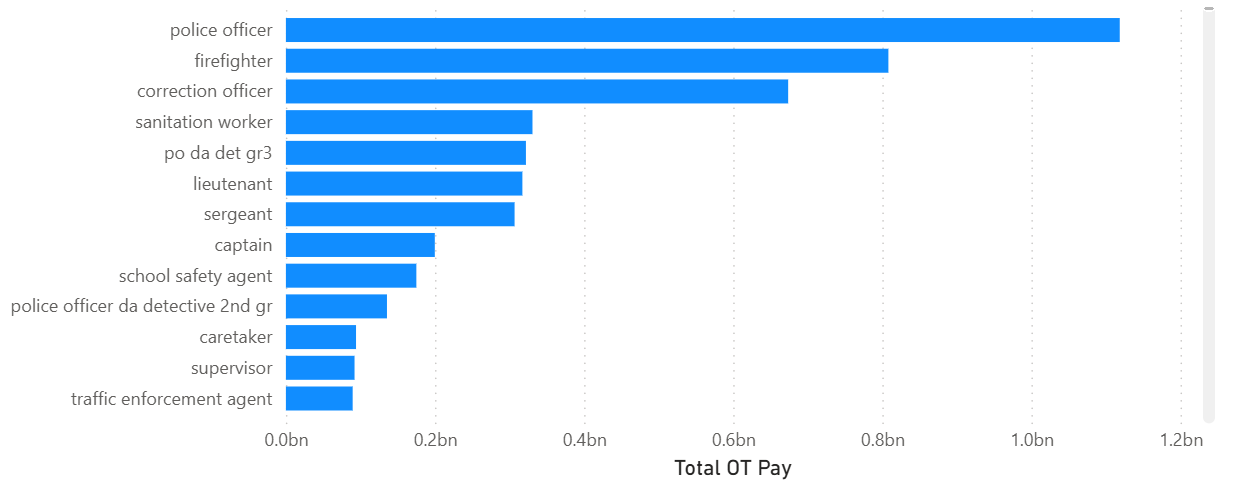 police officer
firefighter
correction officer
sanitation worker
po da det gr3
lieutenant
sergeant
captain
school safety agent
police officer da detective 2nd gr
caretaker
supervisor
traffic enforcement agent
0.0bn 0.2bn 0.4bn 0.6bn 0.8bn 1.0bn 1.2bn
Total OT Pay